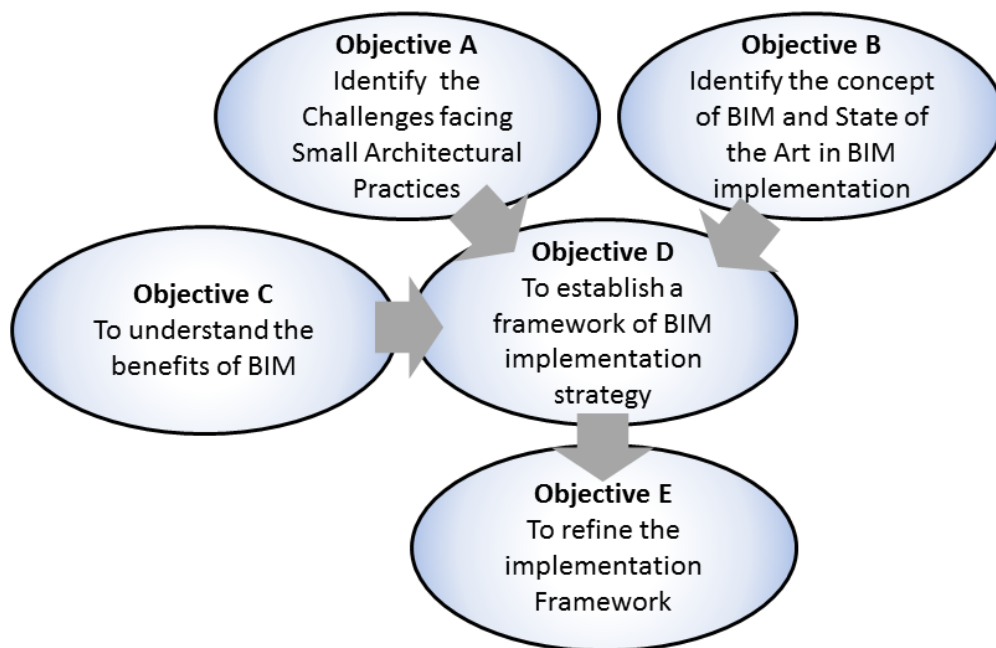 Objective A
Identify the
Challenges facing
Small Architectural
Practices
Objective B
Identify the concept
of BIM and State of
the Art in BIM
implementation
Objective C
To understand the
benefits of BIM
Objective D
To establish a
framework of BIM
implementation
strategy
Objective E
To refine the
implementation
Framework